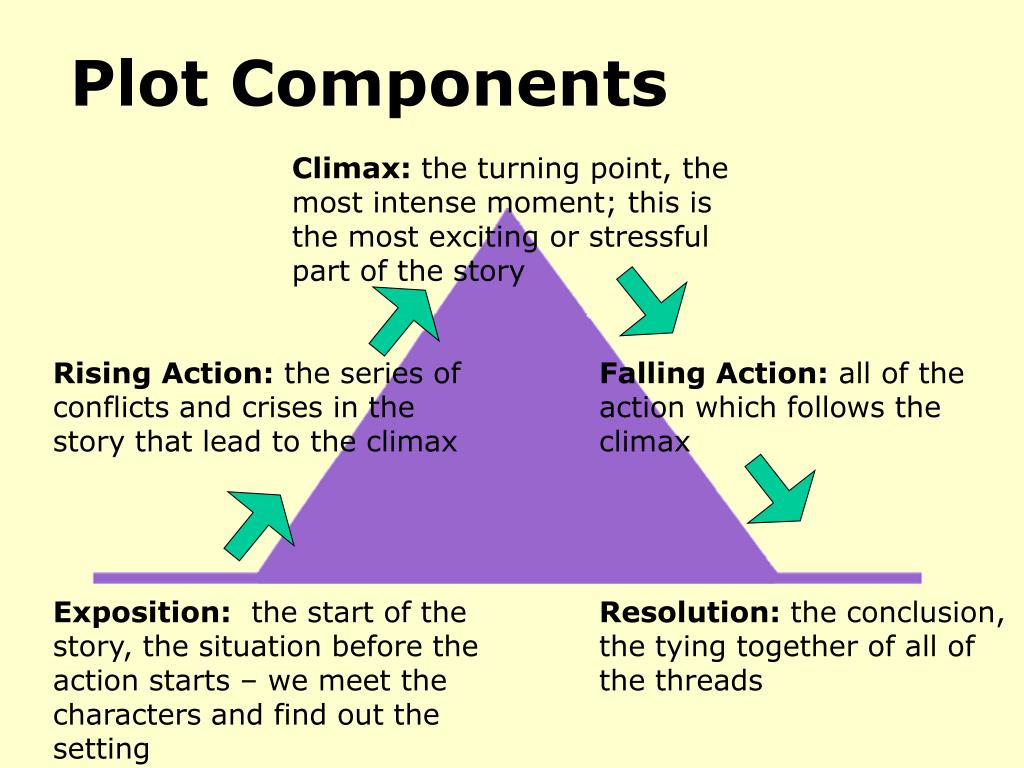 Plot Components
Climax: the turning point, the
most intense moment; this is
the most exciting or stressful
part of the story
Rising Action: the series of
conflicts and crises in the
story that lead to the climax
Falling Action: all of the
action which follows the
climax
Exposition:  the start of the
story, the situation before the
action starts – we meet the
characters and find out the
setting
Resolution: the conclusion,
the tying together of all of
the threads